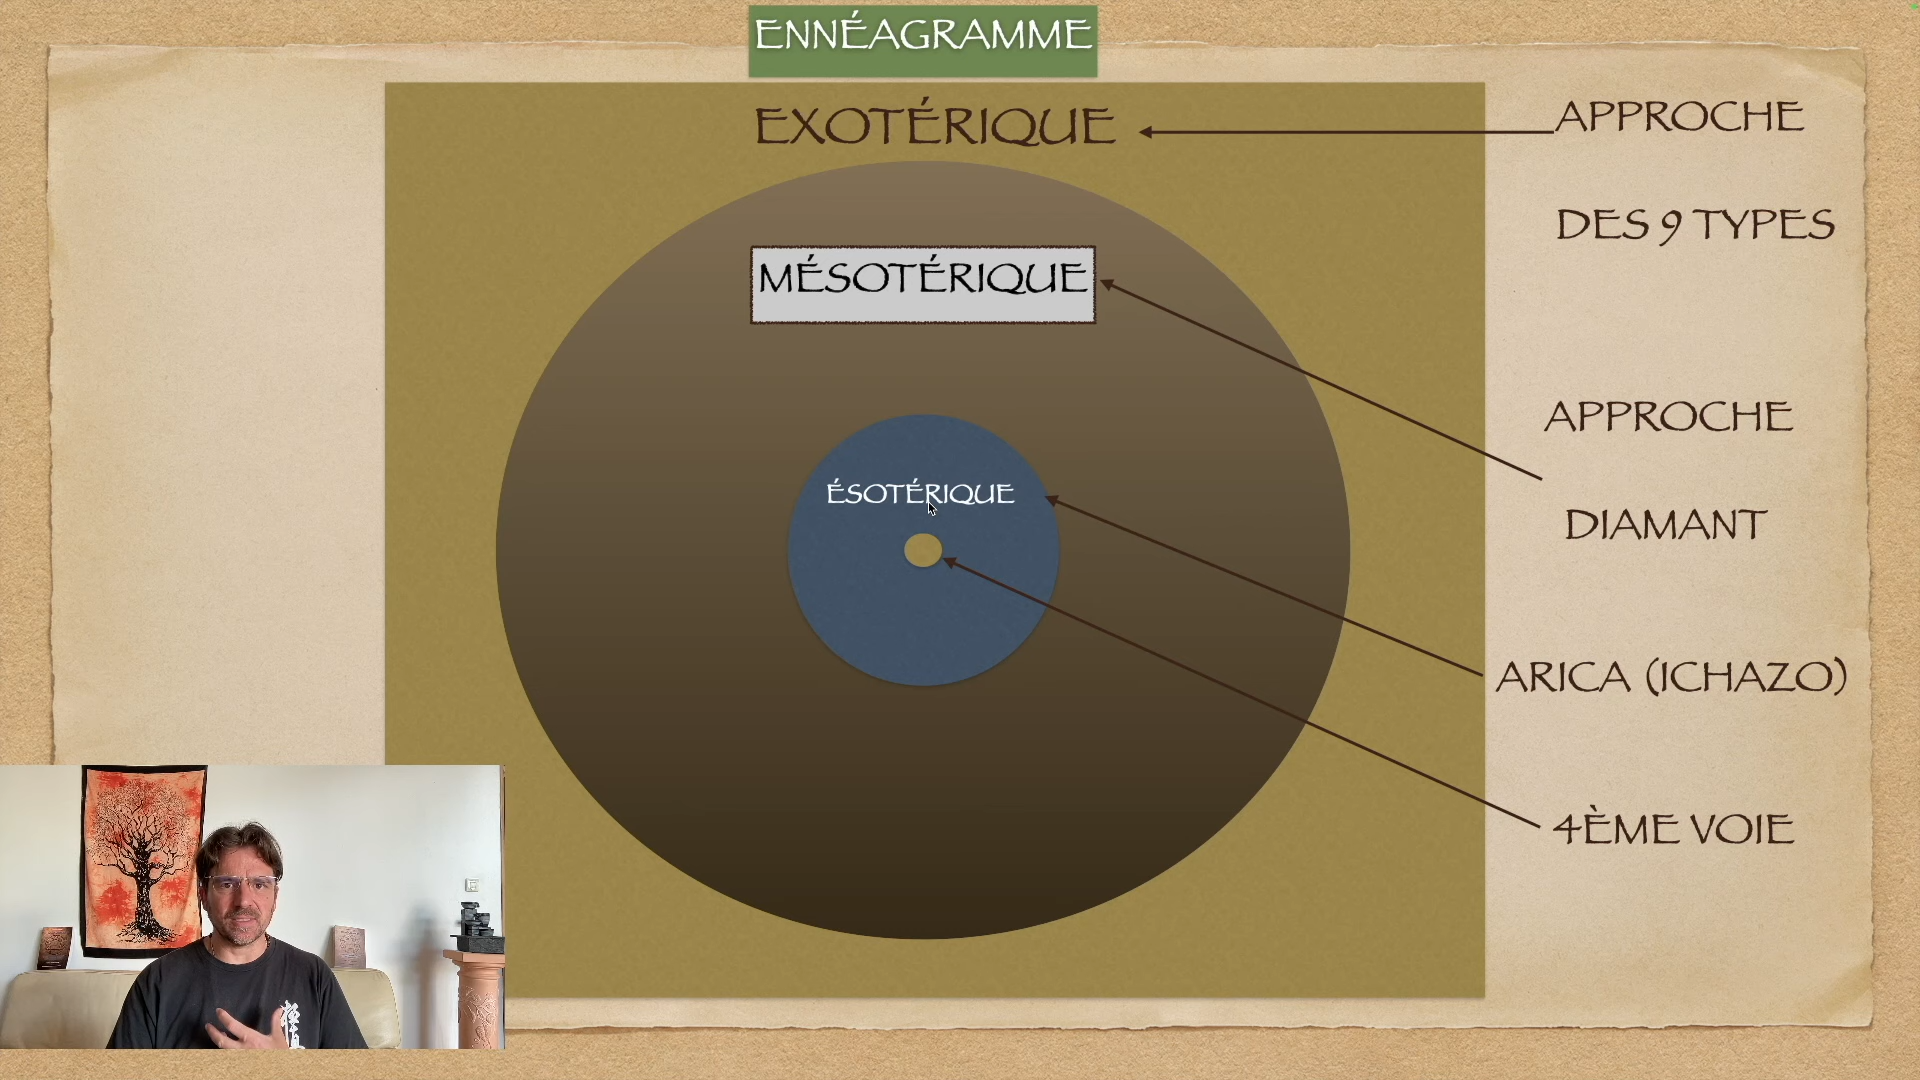 ENNÉAGRAMME
EXOTÉRIQUE
APPROCHE
DES 9 TYPES
MÉSOTÉRIQUE
APPROCHE
DIAMANT
ÉSOTÉRIQUE
ARICA (ICHAZO)
4ÈME VOIE